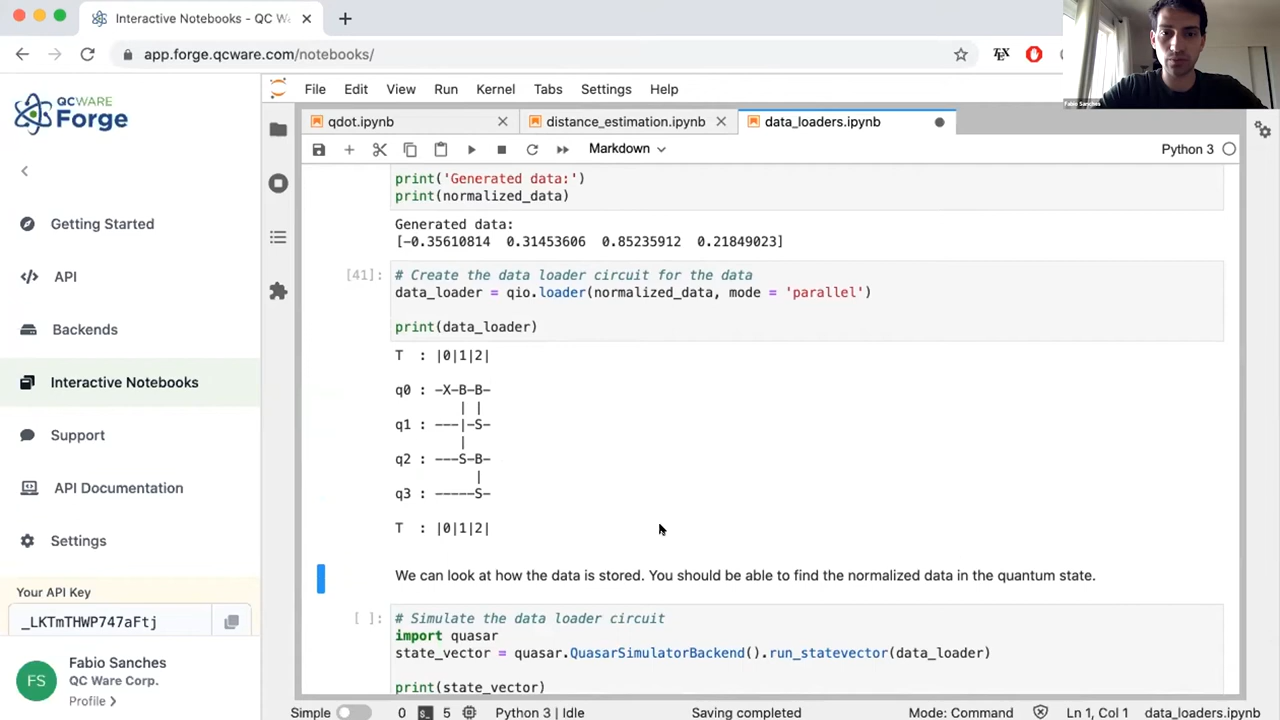 Interactive Notebooks - QC Wa
app.forge.qcware.com/notebooks/
TEX
Fabio Sanches
QCWARE
Forge
Getting Started
API
Backends
Interactive Notebooks
Support
API Documentation
Settings
Your API Key
_LKTmTHWP747aFtj
FS
Fabio Sanches
QC Ware Corp.
Profile
File Edit View Run Kernel Tabs Settings Help
qdot.ipynb
distance_estimation.ipynb
data_loaders.ipynb
Markdown
Python 3
print('Generated data:')
print(normalized_data)
Generated data:
[-0.35610814 0.31453606 0.85235912 0.21849023]
[41]: # Create the data loader circuit for the data
data_loader = qio.loader(normalized_data, mode = 'parallel')
print(data_loader)
T : |0|1|2|
q0 : -X-B-B-
| |
q1 : ---|-S-
|
q2 : ---S-B-
|
q3 : -----S-
T : |0|1|2|
We can look at how the data is stored. You should be able to find the normalized data in the quantum state.
[ ]: # Simulate the data loader circuit
import quasar
state_vector = quasar.QuasarSimulatorBackend().run_statevector(data_loader)
print(state_vector)
Simple 0 5 Python 3 | Idle Saving completed Mode: Command Ln 1, Col 1 data_loaders.ipynb